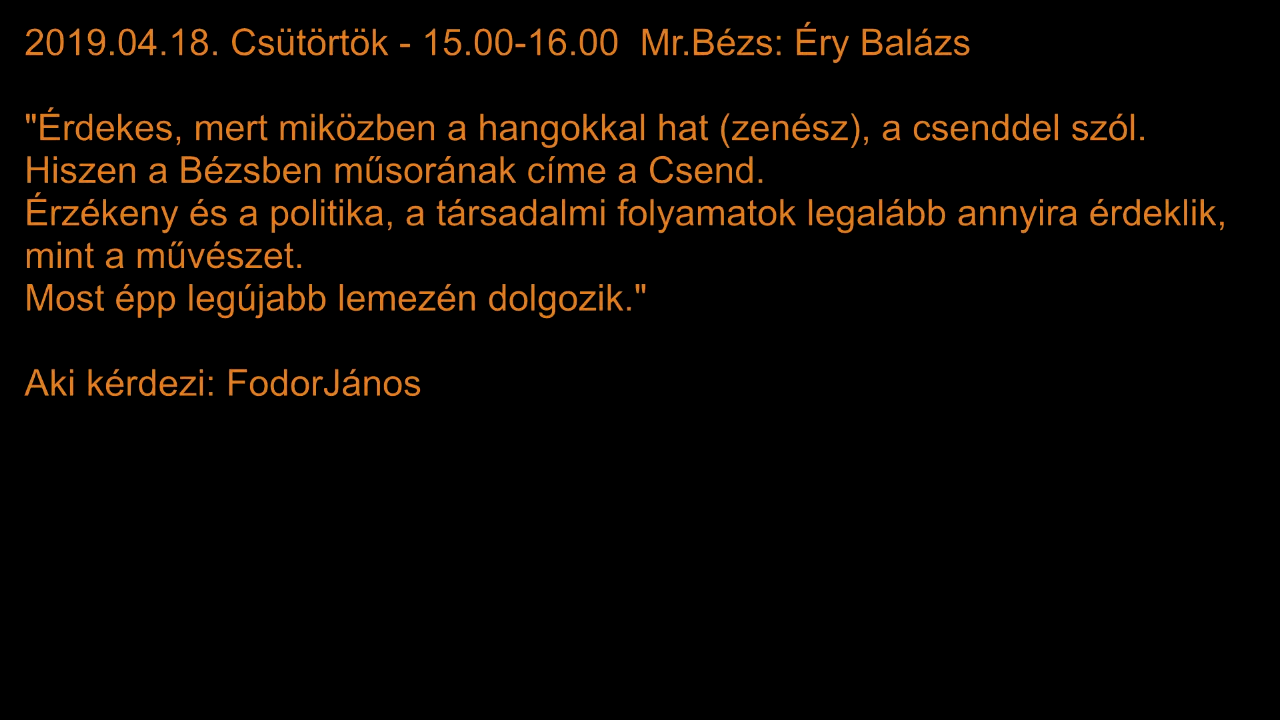 2019.04.18. Csütörtök - 15.00-16.00  Mr.Bézs: Éry Balázs
"Érdekes, mert miközben a hangokkal hat (zenész), a csenddel szól.
Hiszen a Bézsben műsorának címe a Csend.
Érzékeny és a politika, a társadalmi folyamatok legalább annyira érdeklik,
mint a művészet.
Most épp legújabb lemezén dolgozik."
Aki kérdezi: FodorJános